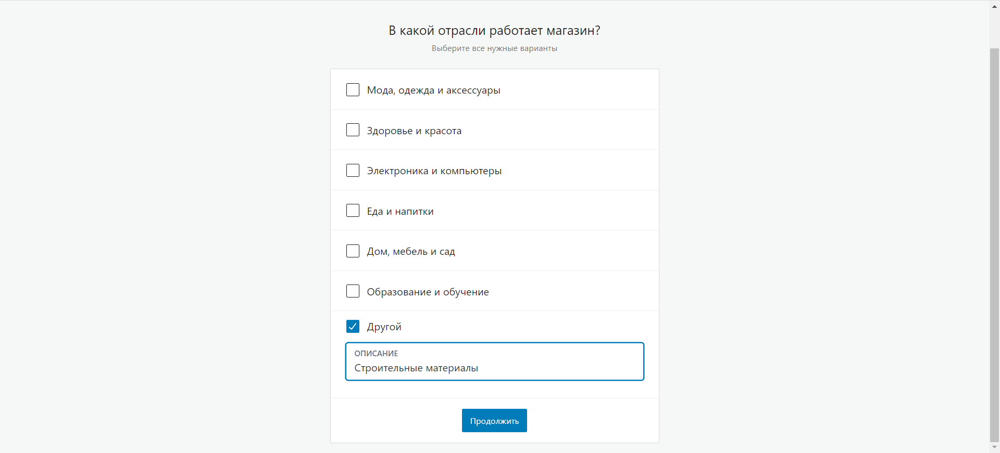 В какой отрасли работает магазин?
Выберите все нужные варианты
Мода, одежда и аксессуары
Здоровье и красота
Электроника и компьютеры
Еда и напитки
Дом, мебель и сад
Образование и обучение
Другой
ОПИСАНИЕ
Строительные материалы
Продолжить